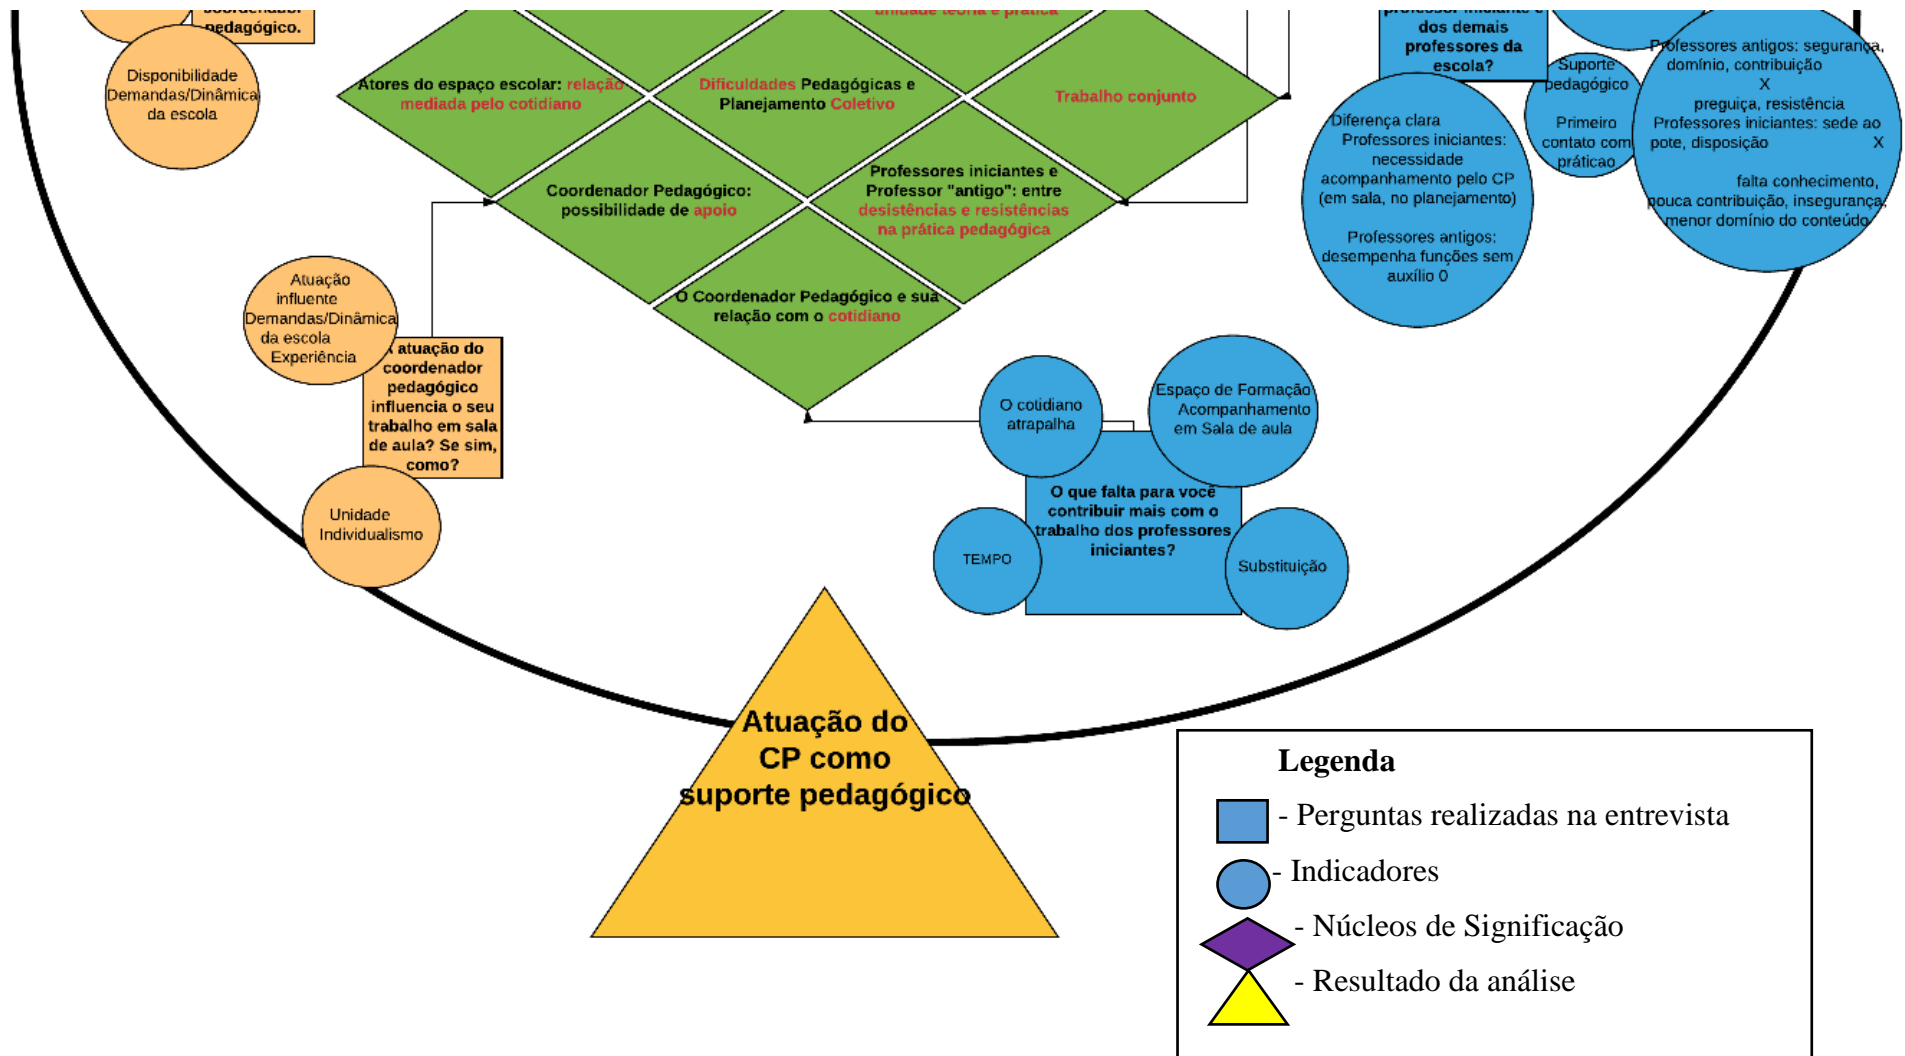 coordenador
pedagógico.
Disponibilidade
Demandas/Dinâmica
da escola
unidade teoria e prática
Atores do espaço escolar: relação
mediada pelo cotidiano
Dificuldades Pedagógicas e
Planejamento Coletivo
Trabalho conjunto
Coordenador Pedagógico:
possibilidade de apoio
Professores iniciantes e
Professor "antigo": entre
desistências e resistências
na prática pedagógica
O Coordenador Pedagógico e sua
relação com o cotidiano
professor iniciante e
dos demais
professores da
escola?
Suporte
pedagógico
Primeiro
contato com
práticao
Professores antigos: segurança,
domínio, contribuição
X
preguiça, resistência
Professores iniciantes: sede ao
pote, disposição X
falta conhecimento,
pouca contribuição, insegurança,
menor domínio do conteúdo
Diferença clara
Professores iniciantes:
necessidade
acompanhamento pelo CP
(em sala, no planejamento)
Professores antigos:
desempenha funções sem
auxílio 0
Atuação
influente
Demandas/Dinâmica
da escola
Experiência
A atuação do
coordenador
pedagógico
influencia o seu
trabalho em sala
de aula? Se sim,
como?
Unidade
Individualismo
O cotidiano
atrapalha
Espaço de Formação
Acompanhamento
em Sala de aula
O que falta para você
contribuir mais com o
trabalho dos professores
iniciantes?
TEMPO
Substituição
Atuação do
CP como
suporte pedagógico
Legenda
- Perguntas realizadas na entrevista
- Indicadores
- Núcleos de Significação
- Resultado da análise